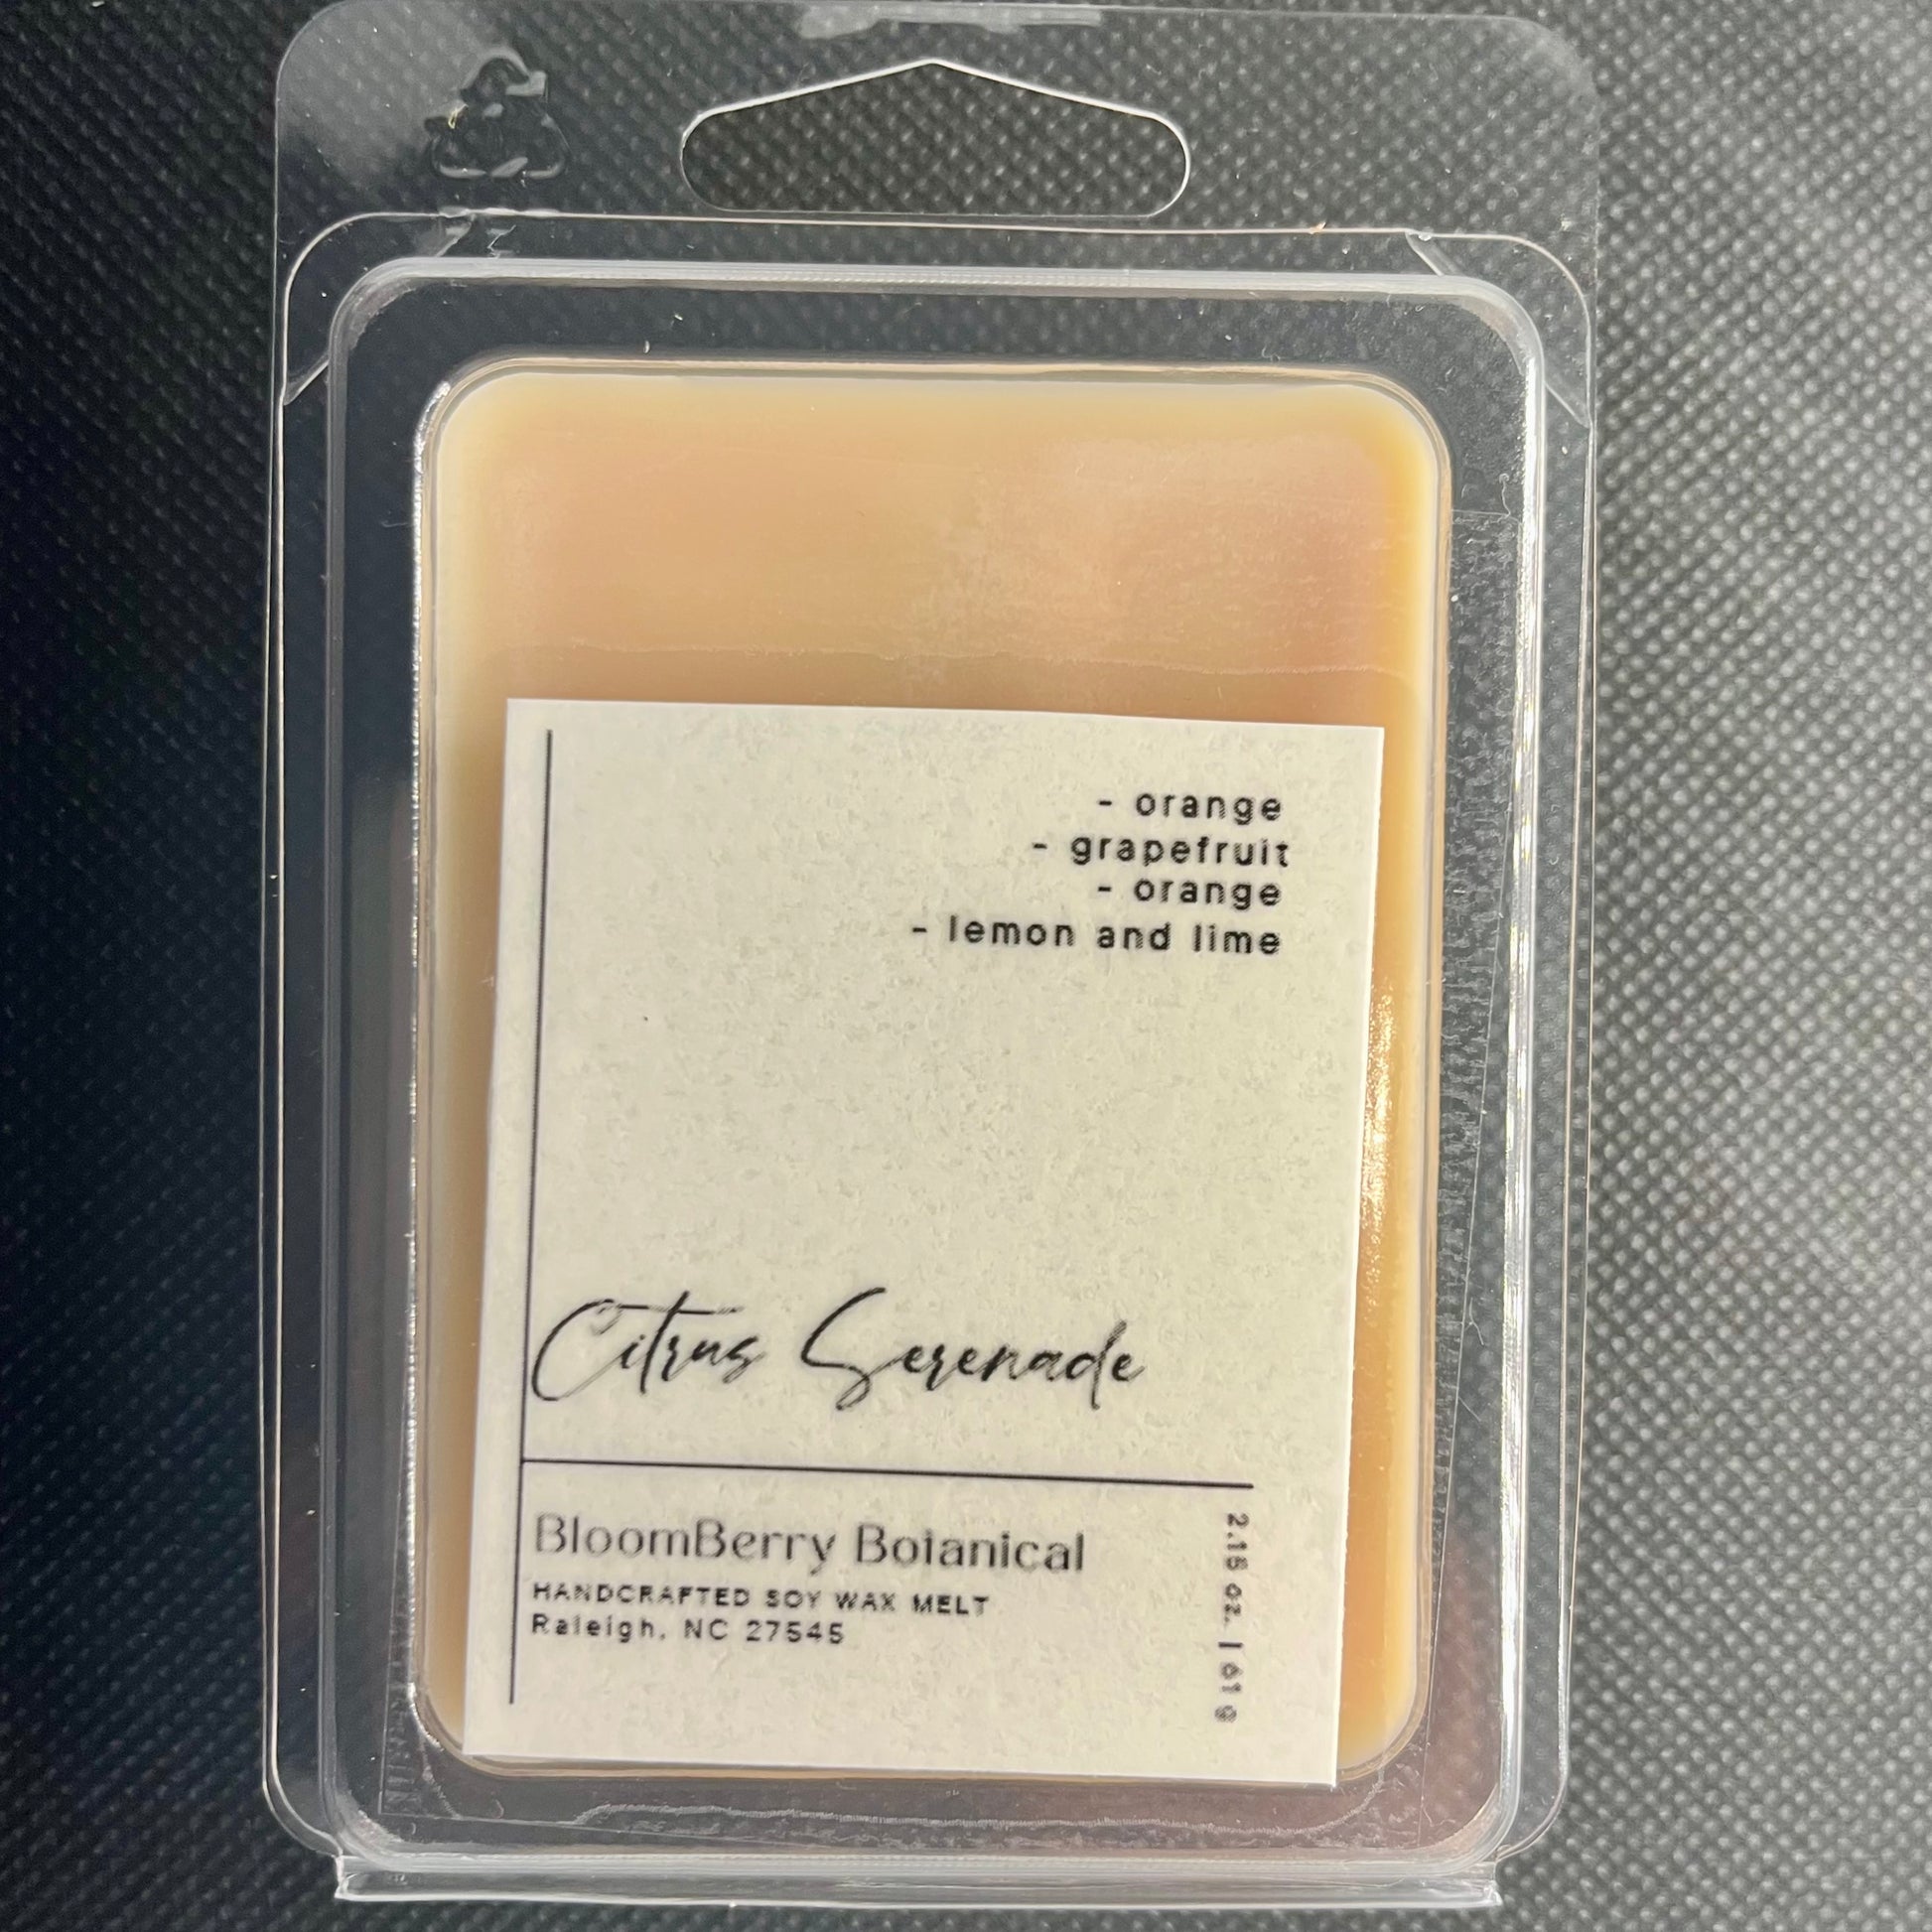 - orange
- grapefruit
- orange
- lemon and lime
Citrus Serenade
BloomBerry Botanical
HANDCRAFTED SOY WAX MELT
Raleigh, NC 27545
2.15 oz. | 61 g